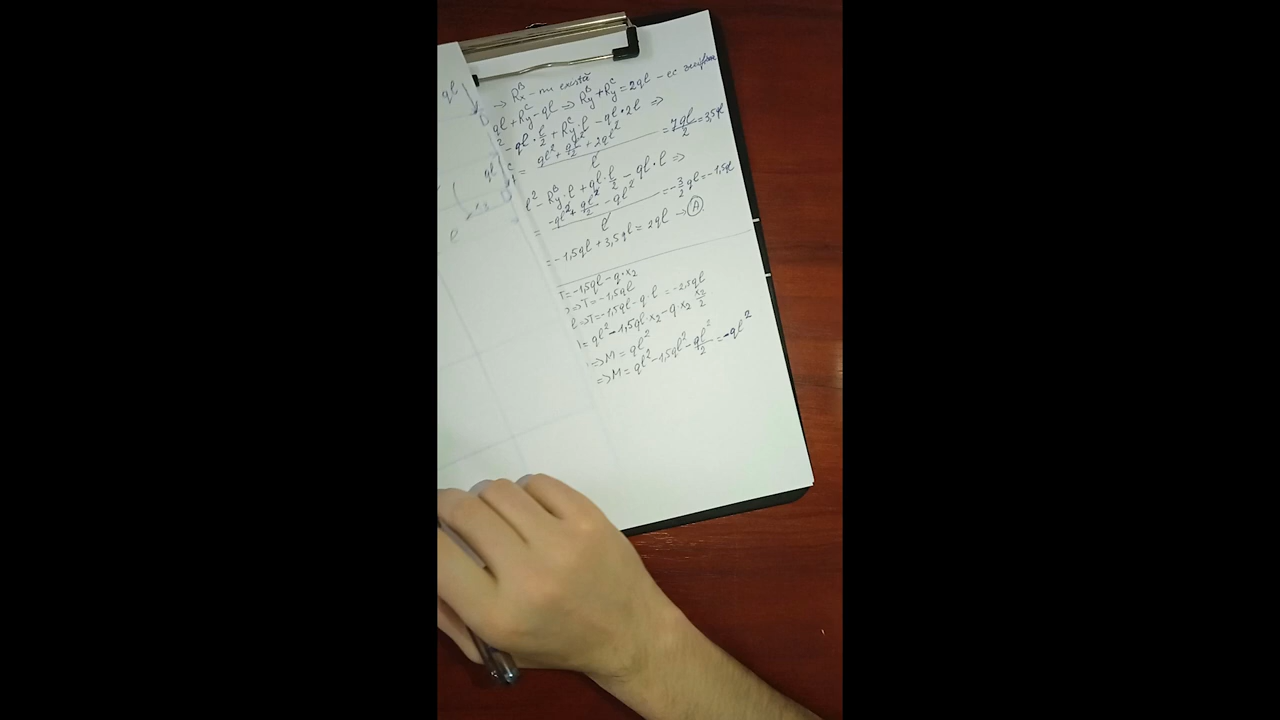 ql
→ R_x^B - nu există
ql + R_y^C - ql => R_y^B + R_y^C = 2ql - ec
- ql · l/2 + R_y^C · l - ql · 2l =>
= (ql² + ql²/2 + 2ql²)/l = 7ql/2 = 3,5ql
ql C
l² - R_y^B · l + ql · l/2 - ql · l =>
= (-ql² + ql²/2 - ql²)/l = -3/2 ql = -1,5ql
l
= -1,5ql + 3,5ql = 2ql → A
T = -1,5ql - q · x₂
=> T = -1,5ql
l => T = -1,5ql - q · l = -2,5ql
= ql² - 1,5ql · x₂ - q · x₂ x₂/2
=> M = ql²
=> M = ql² - 1,5ql² - ql²/2 = -ql²